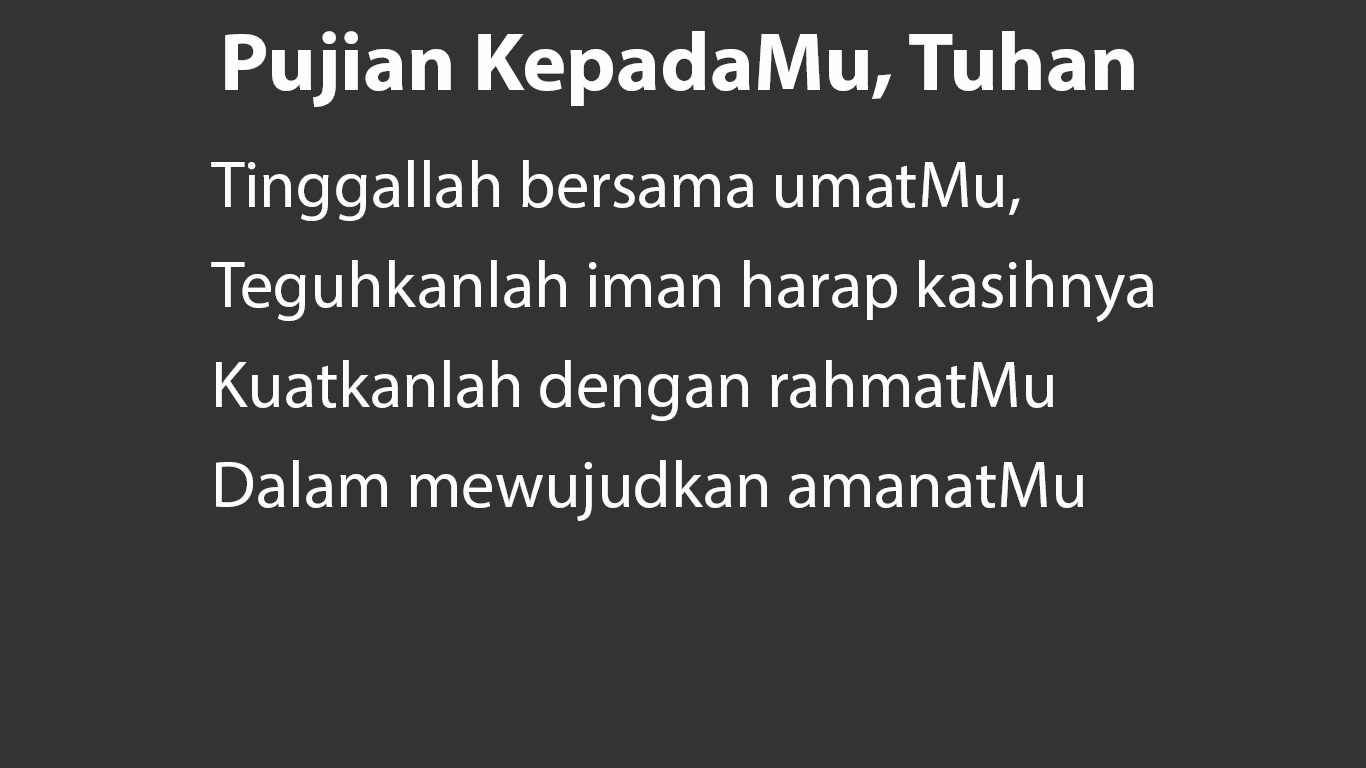 Pujian KepadaMu, Tuhan
Tinggallah bersama umatMu,
Teguhkanlah iman harap kasihnya
Kuatkanlah dengan rahmatMu
Dalam mewujudkan amanatMu